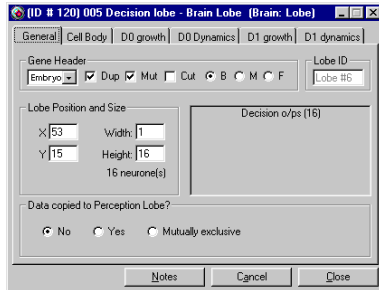 (ID # 120) 005 Decision lobe - Brain Lobe (Brain: Lobe)
General Cell Body D0 growth D0 Dynamics D1 growth D1 dynamics
Gene Header
Lobe ID
Embryo Dup Mut Cut B M F
Lobe #6
Lobe Position and Size
Decision o/ps (16)
X 53 Width: 1
Y 15 Height: 16
16 neurone(s)
Data copied to Perception Lobe?
No Yes Mutually exclusive
Notes Cancel Close